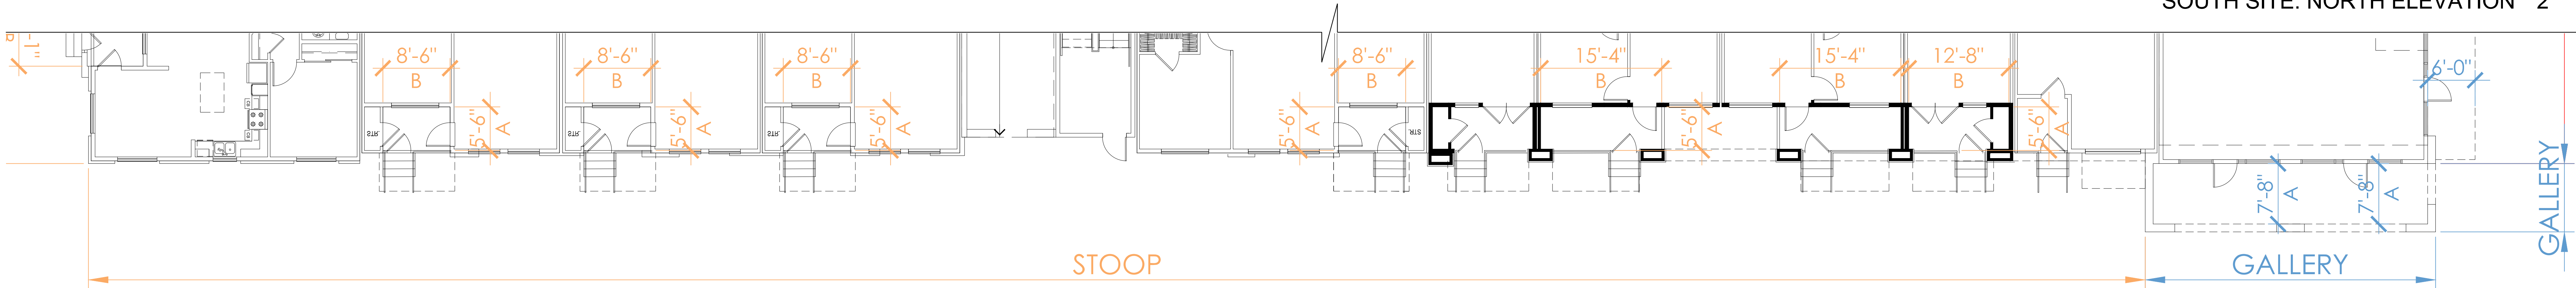 SOUTH SITE: NORTH ELEVATION 2
8'-6"
B
8'-6"
B
8'-6"
B
8'-6"
B
15'-4"
B
15'-4"
B
12'-8"
B
6'-0"
STR.
5'-6"
A
STR.
5'-6"
A
STR.
5'-6"
A
5'-6"
A
STR.
5'-6"
A
5'-6"
A
7'-8"
A
7'-8"
A
GALLERY
STOOP
GALLERY